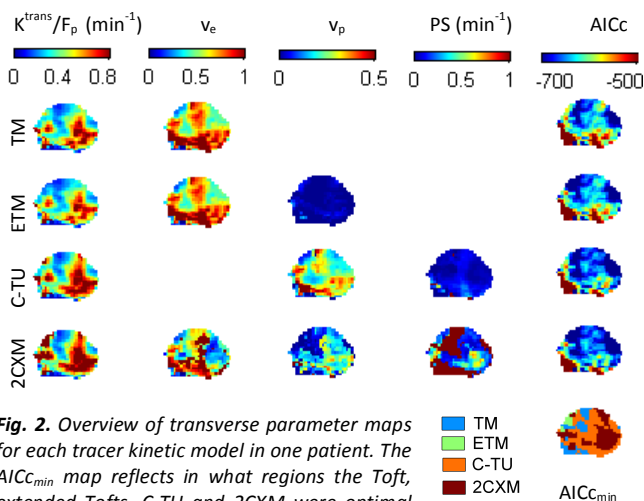 K^trans/F_p (min^-1) v_e v_p PS (min^-1) AICc
0 0.4 0.8 0 0.5 1 0 0.5 0 1 -700 -500
TM
ETM
C-TU
2CXM
Fig. 2. Overview of transverse parameter maps
for each tracer kinetic model in one patient. The
AICc_min map reflects in what regions the Toft,
extended Tofts, C-TU and 2CXM were optimal
TM
ETM
C-TU
2CXM
AICc_min